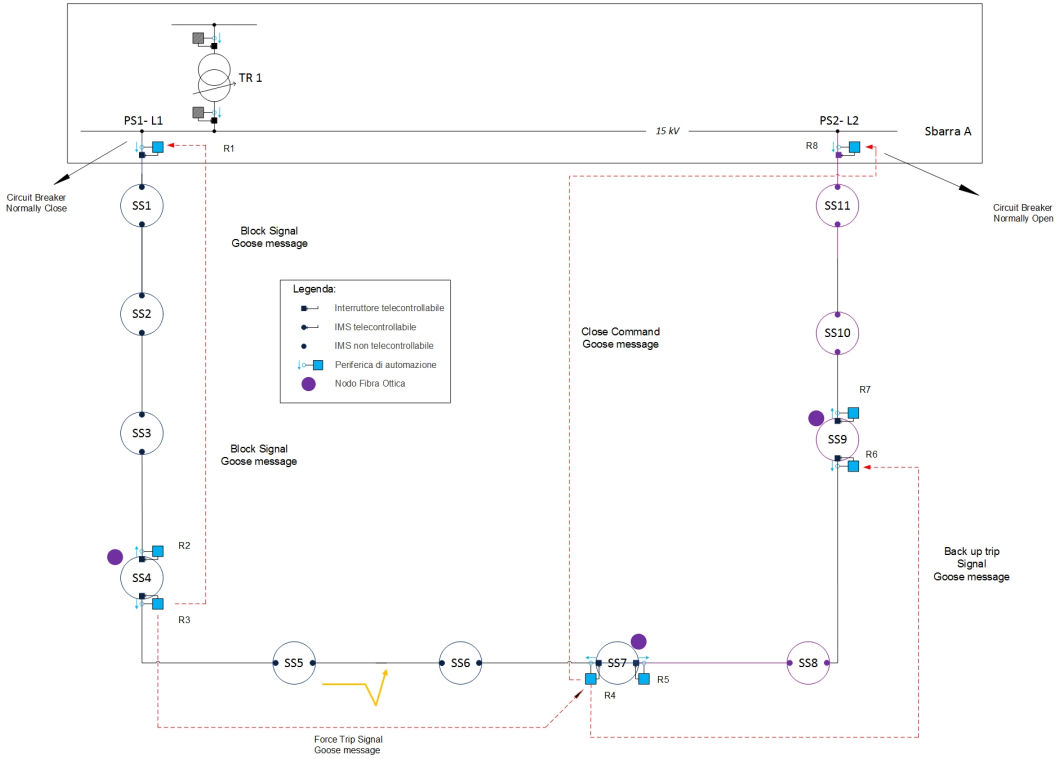 TR 1
PS1- L1
15 kV
PS2- L2
Sbarra A
R1
R8
Circuit Breaker
Normally Close
SS1
SS11
Circuit Breaker
Normally Open
Block Signal
Goose message
Legenda:
Interruttore telecontrollabile
IMS telecontrollabile
IMS non telecontrollabile
Periferica di automazione
Nodo Fibra Ottica
SS2
Close Command
Goose message
SS10
R7
SS3
Block Signal
Goose message
SS9
R6
R2
SS4
R3
Back up trip
Signal
Goose message
SS5
SS6
SS7
SS8
R4
R5
Force Trip Signal
Goose message